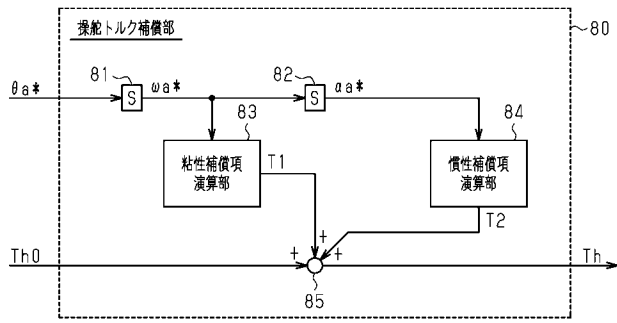 操舵トルク補償部
80
81
82
θa*
S
ωa*
S
αa*
83
84
粘性補償項
演算部
慣性補償項
演算部
T1
T2
+
+
+
Th0
Th
85